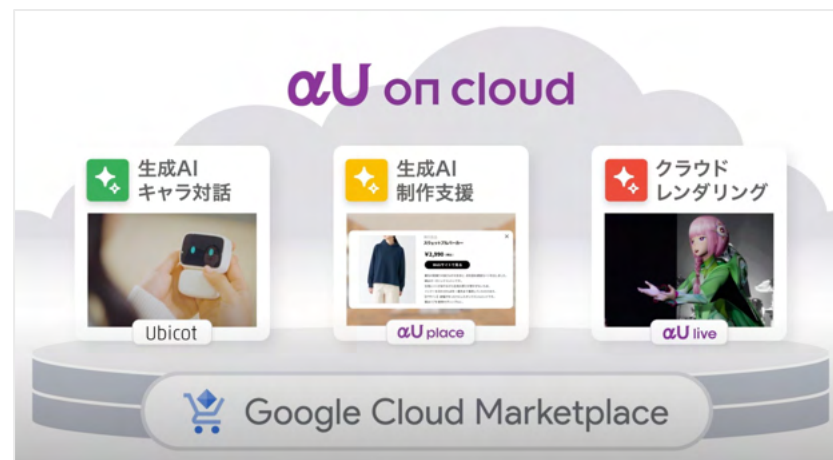 αU on cloud
生成AI
キャラ対話
Ubicot
生成AI
制作支援
¥2,990
αU place
クラウド
レンダリング
αU live
Google Cloud Marketplace